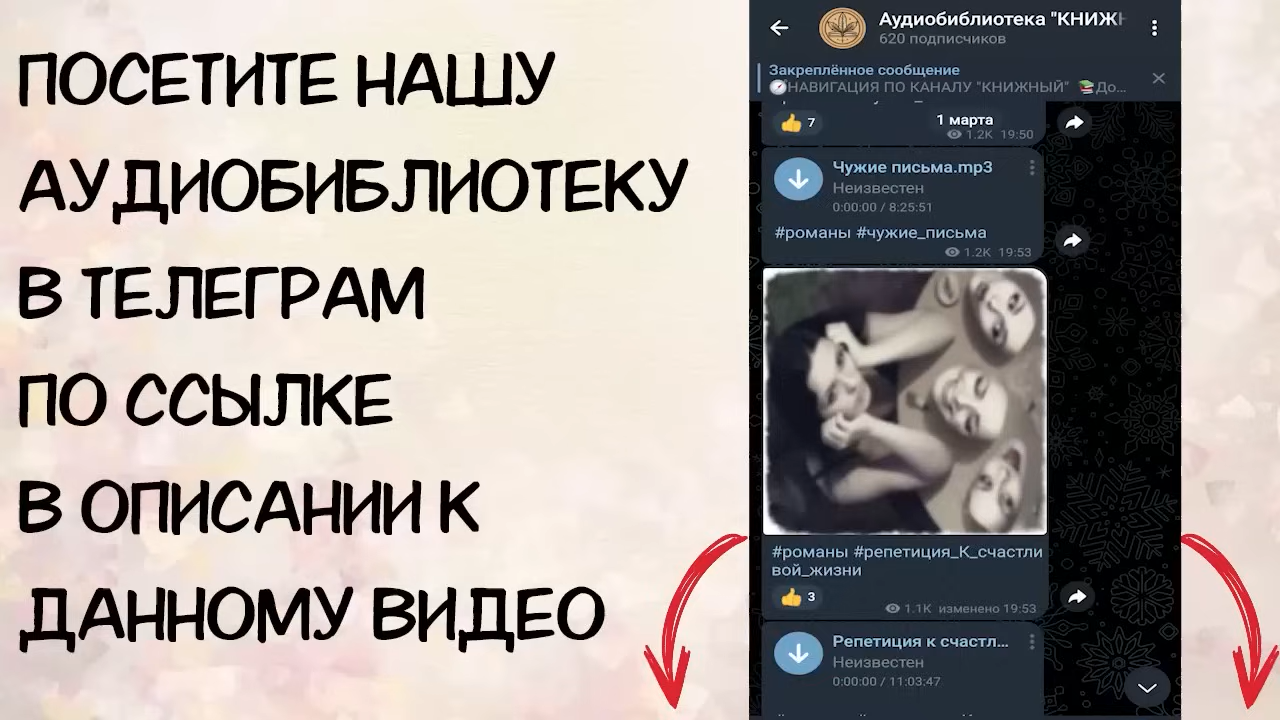 ПОСЕТИТЕ НАШУ
АУДИОБИБЛИОТЕКУ
В ТЕЛЕГРАМ
ПО ССЫЛКЕ
В ОПИСАНИИ К
ДАННОМУ ВИДЕО
Аудиобиблиотека "КНИЖН
620 подписчиков
Закреплённое сообщение
НАВИГАЦИЯ ПО КАНАЛУ "КНИЖНЫЙ" 📚До...
👍 7
1 марта
1.2K 19:50
Чужие письма.mp3
Неизвестен
0:00:00 / 8:25:51
#романы #чужие_письма
1.2K 19:53
#романы #репетиция_К_счастли
вой_жизни
👍 3
1.1K изменено 19:53
Репетиция к счастл...
Неизвестен
0:00:00 / 11:03:47